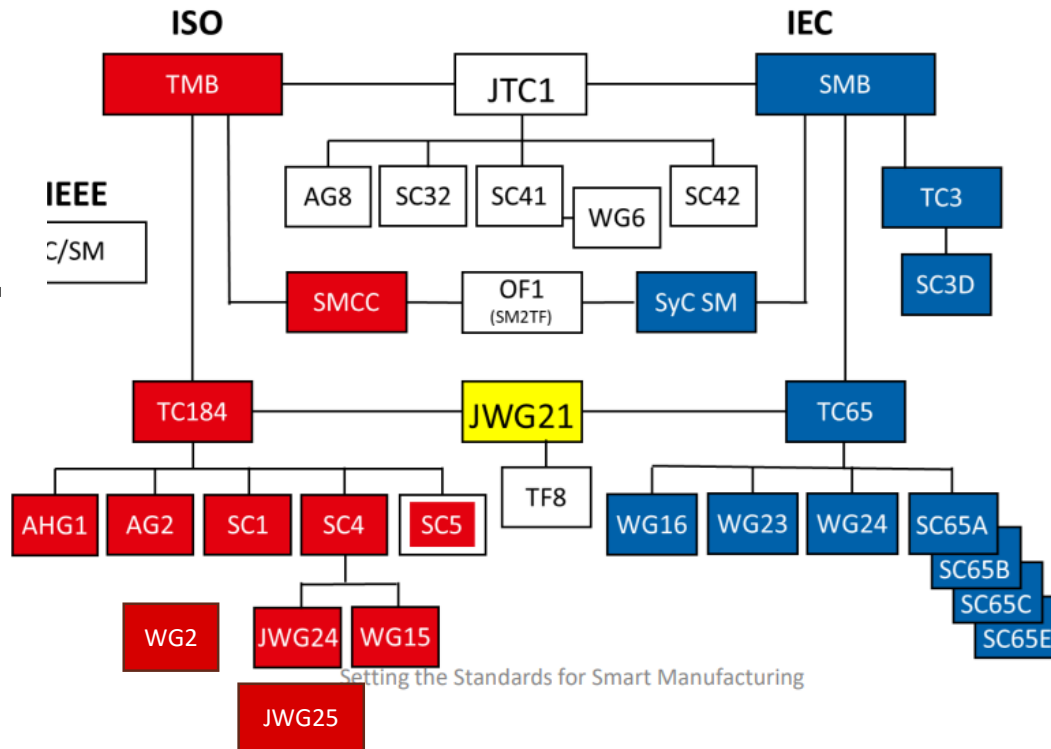 ISO
IEC
TMB
JTC1
SMB
AG8
SC32
SC41
WG6
SC42
TC3
IEEE
C/SM
SC3D
SMCC
OF1
(SM2TF)
SyC SM
TC184
JWG21
TC65
TF8
AHG1
AG2
SC1
SC4
SC5
WG16
WG23
WG24
SC65A
SC65B
SC65C
SC65E
WG2
JWG24
WG15
Setting the Standards for Smart Manufacturing
JWG25